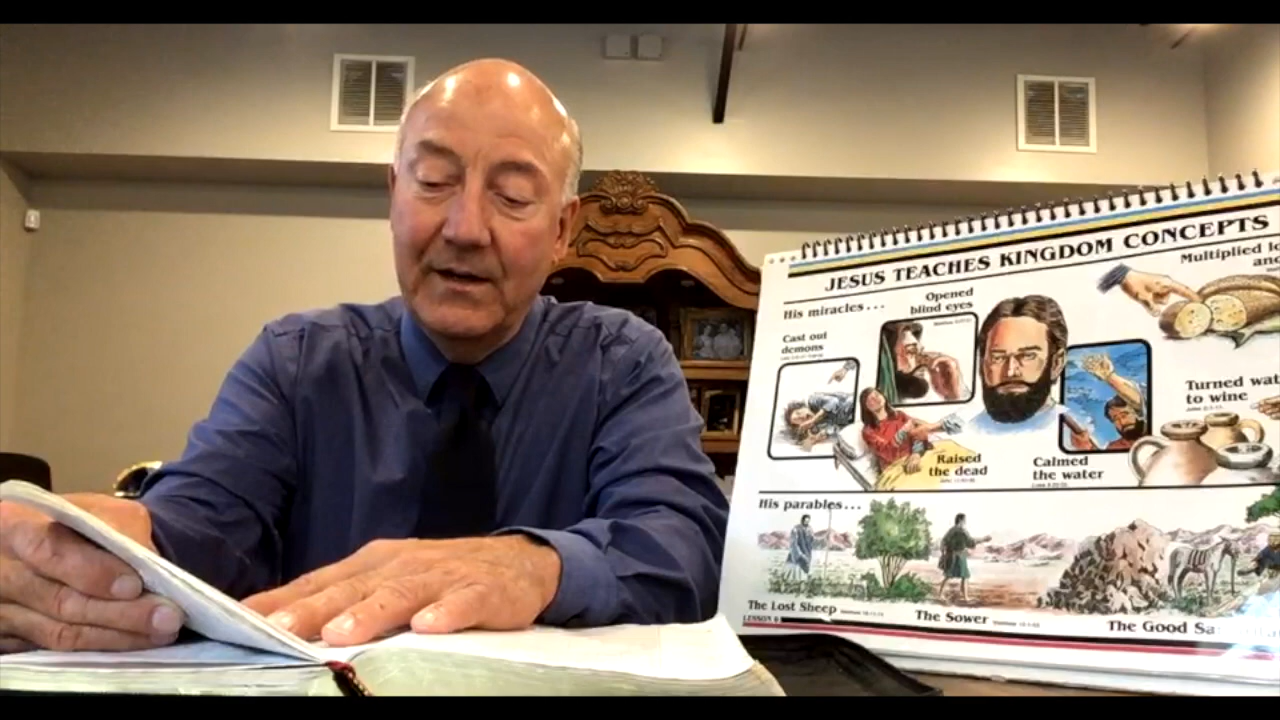 JESUS TEACHES KINGDOM CONCEPTS
His miracles...
Opened
blind eyes
Multiplied
Cast out
demons
Turned
to wine
Raised
the dead
Calmed
the water
His parables...
The Lost Sheep
The Sower
The Good
LESSON